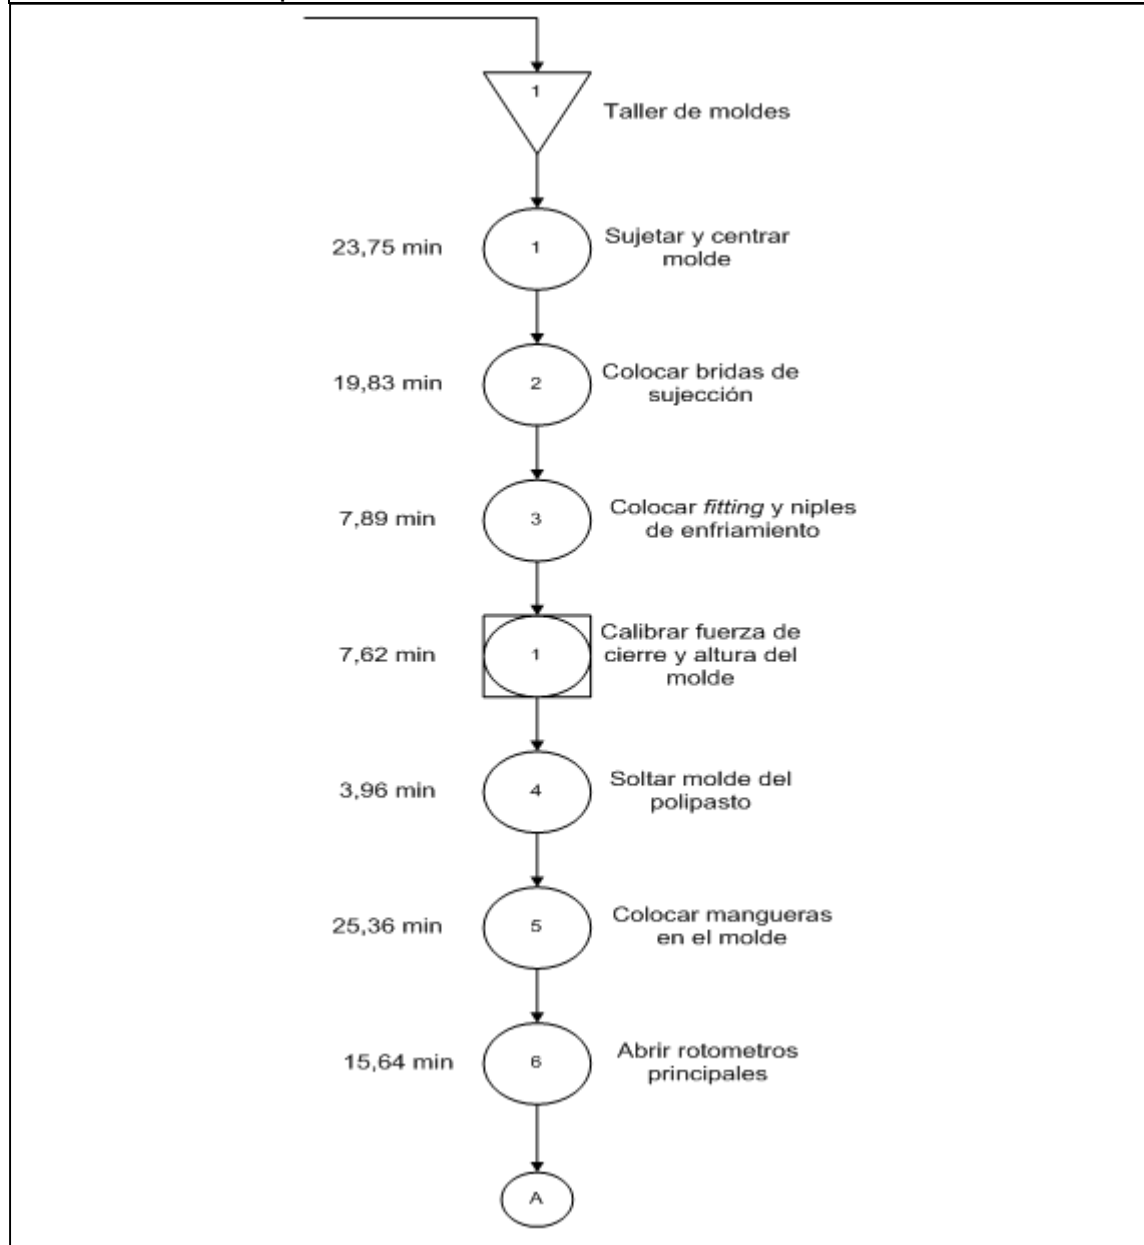 1
Taller de moldes
23,75 min
1
Sujetar y centrar
molde
19,83 min
2
Colocar bridas de
sujección
7,89 min
3
Colocar fitting y niples
de enfriamiento
7,62 min
1
Calibrar fuerza de
cierre y altura del
molde
3,96 min
4
Soltar molde del
polipasto
25,36 min
5
Colocar mangueras
en el molde
15,64 min
6
Abrir rotometros
principales
A